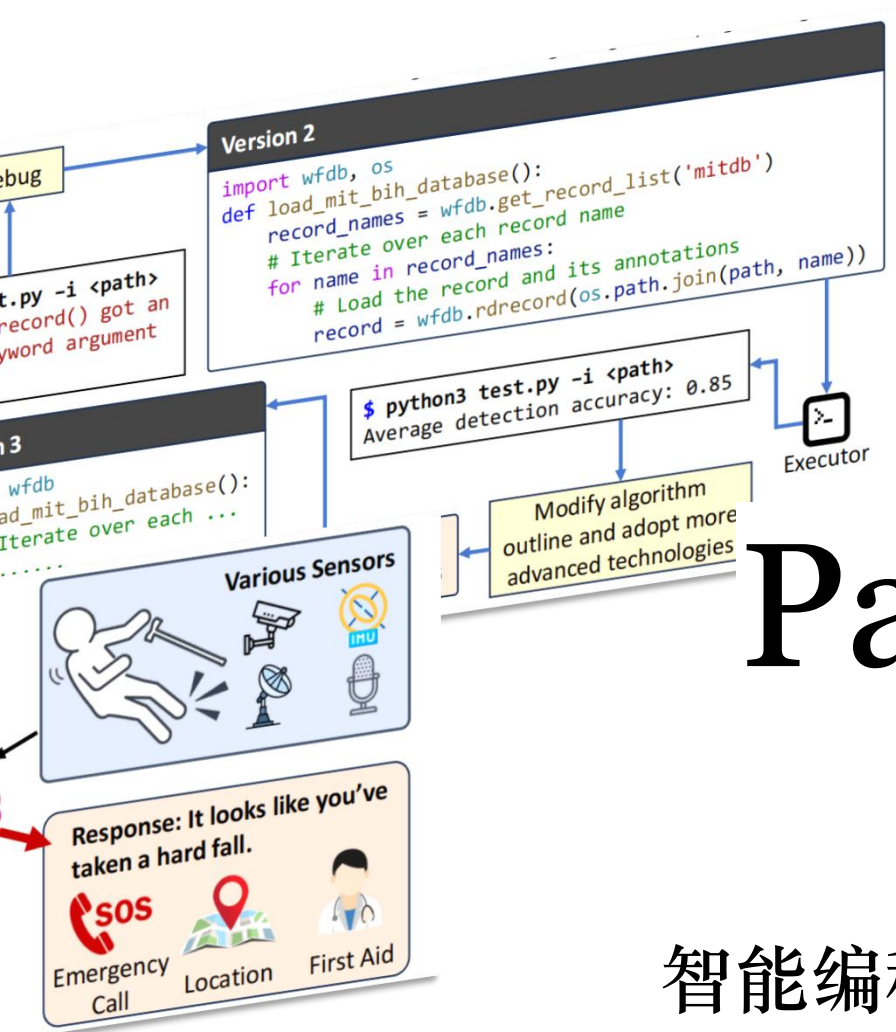 Version 2
import wfdb, os
def load_mit_bih_database():
record_names = wfdb.get_record_list('mitdb')
# Iterate over each record name
for name in record_names:
# Load the record and its annotations
record = wfdb.rdrecord(os.path.join(path, name))
ebug
t.py –i <path>
record() got an
yword argument
$ python3 test.py –i <path>
Average detection accuracy: 0.85
Executor
Modify algorithm
outline and adopt more
advanced technologies
3
wfdb
ad_mit_bih_database():
Iterate over each ...
......
Various Sensors
IMU
Response: It looks like you've
taken a hard fall.
SOS
Emergency
Call
Location
First Aid
Pa
智能编